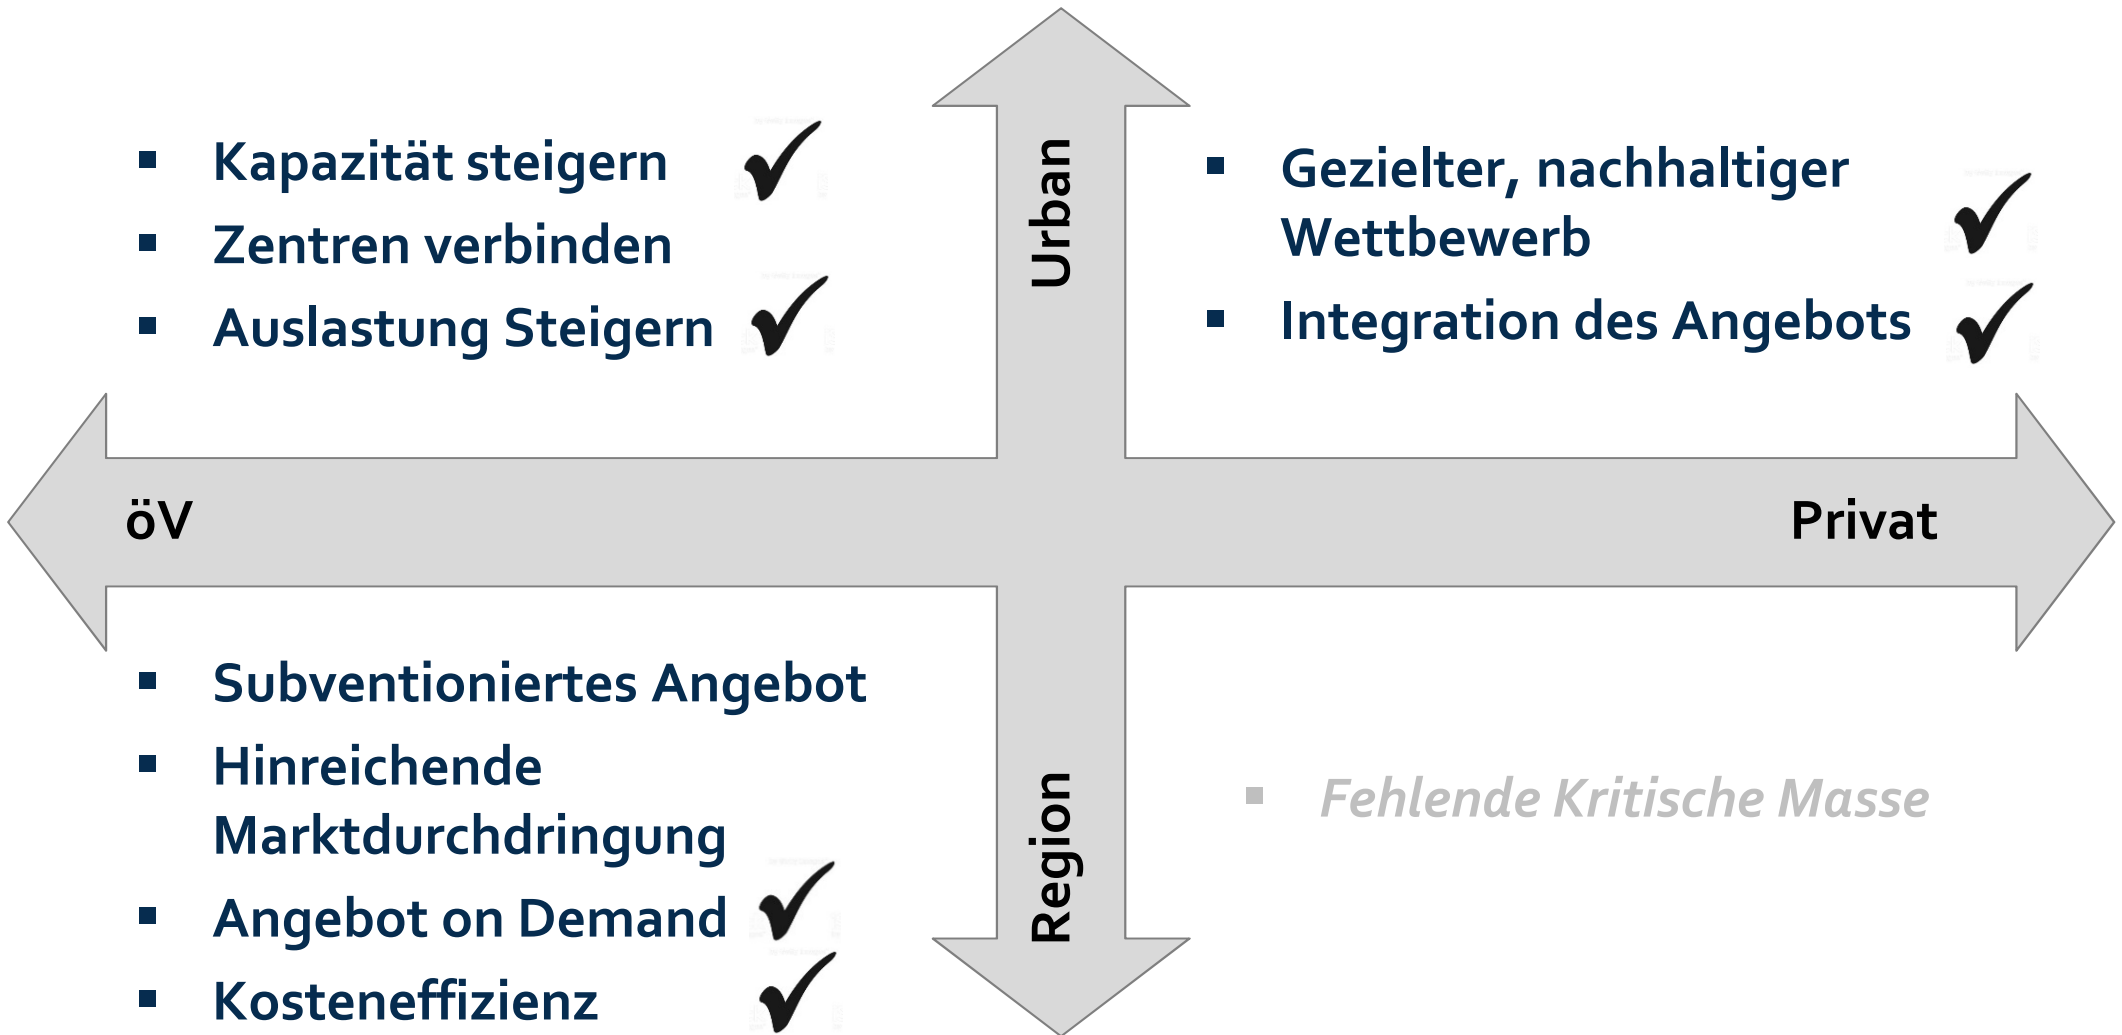 Kapazität steigern
Zentren verbinden
Auslastung Steigern
Urban
Gezielter, nachhaltiger
Wettbewerb
Integration des Angebots
öV
Privat
Subventioniertes Angebot
Hinreichende
Marktdurchdringung
Angebot on Demand
Kosteneffizienz
Region
Fehlende Kritische Masse